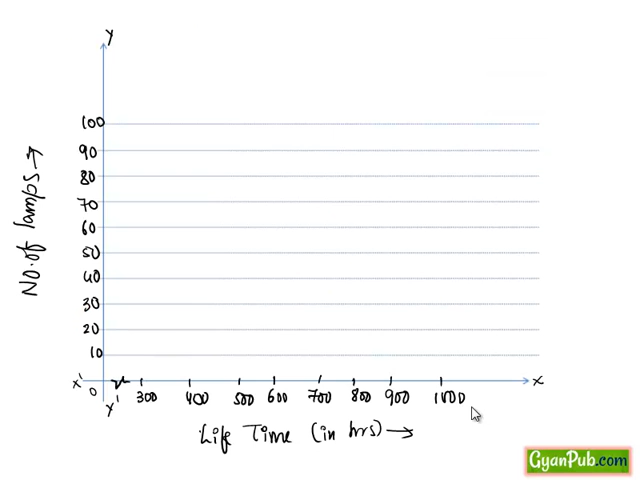 Y
100
90
80
70
60
50
40
30
20
10
No. of lamps →
X' O X
Y'
300 400 500 600 700 800 900 1000
Life Time (in hrs) →
GyanPub.com